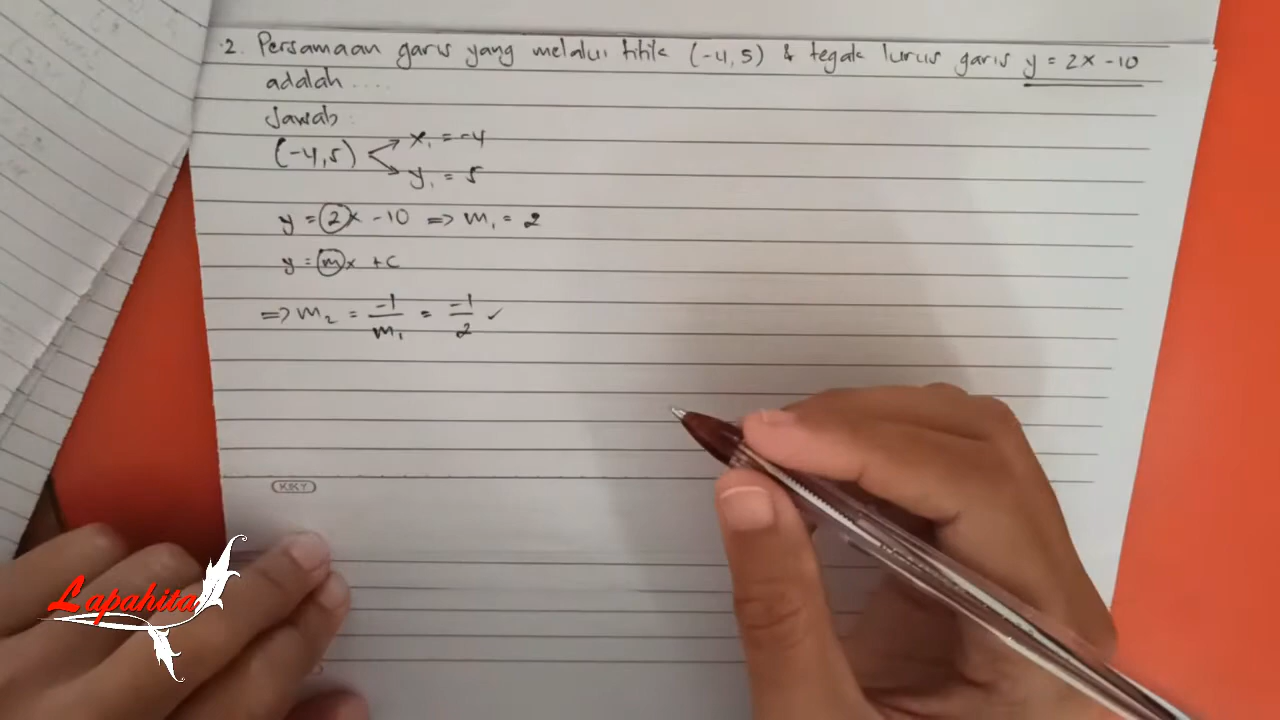 2. Persamaan garis yang melalui titik (-4,5) & tegak lurus garis y = 2x -10
adalah ....
Jawab :
(-4,5) x₁ = -4
y₁ = 5
y = 2x -10 => m₁ = 2
y = mx + c
=> m₂ = -1/m₁ = -1/2 ✓
KKY
Lapahita